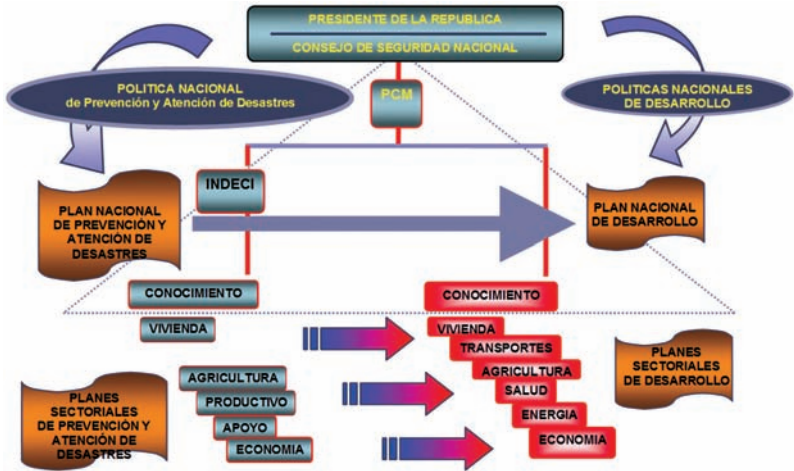 PRESIDENTE DE LA REPUBLICA
CONSEJO DE SEGURIDAD NACIONAL
POLITICA NACIONAL
de Prevención y Atención de Desastres
PCM
POLITICAS NACIONALES
DE DESARROLLO
INDECI
PLAN NACIONAL
DE PREVENCIÓN Y
ATENCIÓN DE
DESASTRES
PLAN NACIONAL
DE DESARROLLO
CONOCIMIENTO
VIVIENDA
AGRICULTURA
PRODUCTIVO
APOYO
ECONOMIA
CONOCIMIENTO
VIVIENDA
TRANSPORTES
AGRICULTURA
SALUD
ENERGIA
ECONOMIA
PLANES
SECTORIALES
DE PREVENCIÓN Y
ATENCIÓN DE
DESASTRES
PLANES
SECTORIALES
DE DESARROLLO